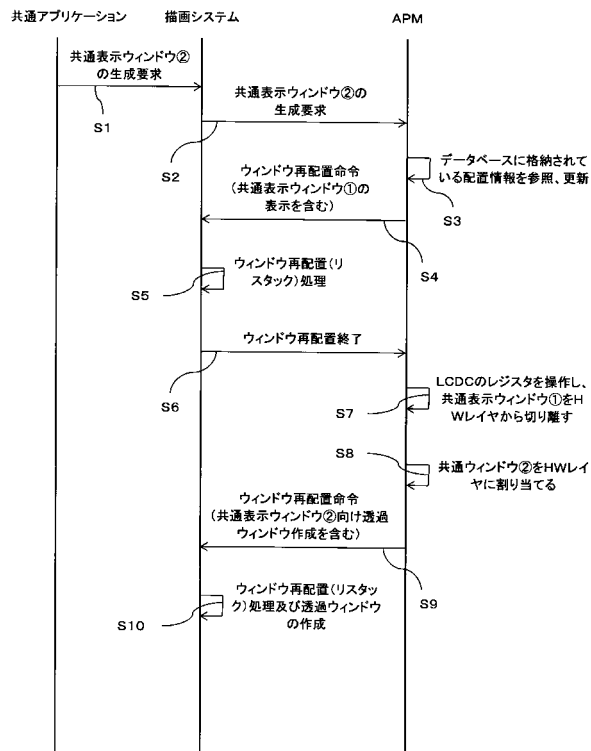 共通アプリケーション
描画システム
APM
共通表示ウィンドウ②
の生成要求
S1
共通表示ウィンドウ②の
生成要求
S2
データベースに格納されて
いる配置情報を参照、更新
S3
ウィンドウ再配置命令
(共通表示ウィンドウ①の
表示を含む)
S4
ウィンドウ再配置(リ
スタック)処理
S5
ウィンドウ再配置終了
S6
LCDCのレジスタを操作し、
共通表示ウィンドウ①をH
Wレイヤから切り離す
S7
S8
共通ウィンドウ②をHWレイ
ヤに割り当てる
ウィンドウ再配置命令
(共通表示ウィンドウ②向け透過
ウィンドウ作成を含む)
S9
ウィンドウ再配置(リスタッ
ク)処理及び透過ウィンドウ
の作成
S10